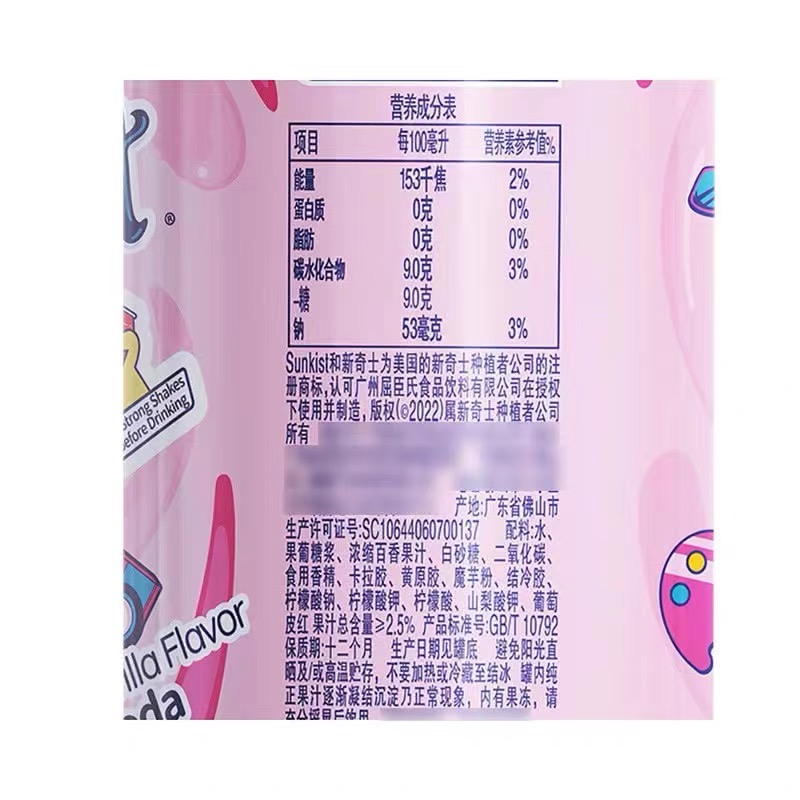 营养成分表
项目 每100毫升 营养素参考值%
能量 153千焦 2%
蛋白质 0克 0%
脂肪 0克 0%
碳水化合物 9.0克 3%
-糖 9.0克
钠 53毫克 3%
Sunkist和新奇士为美国的新奇士种植者公司的注
册商标,认可广州屈臣氏食品饮料有限公司在授权
下使用并制造,版权(©2022)属新奇士种植者公司
所有
产地:广东省佛山市
生产许可证号:SC10644060700137 配料:水、
果葡糖浆、浓缩百香果汁、白砂糖、二氧化碳、
食用香精、卡拉胶、黄原胶、魔芋粉、结冷胶、
柠檬酸钠、柠檬酸钾、柠檬酸、山梨酸钾、葡萄
皮红 果汁总含量≥2.5% 产品标准号:GB/T 10792
保质期:十二个月 生产日期见罐底 避免阳光直
晒及/或高温贮存,不要加热或冷藏至结冰 罐内纯
正果汁逐渐凝结沉淀乃正常现象,内有果冻,请
充分摇晃后饮用
®
Strong Shakes
Before Drinking
illa Flavor
oda